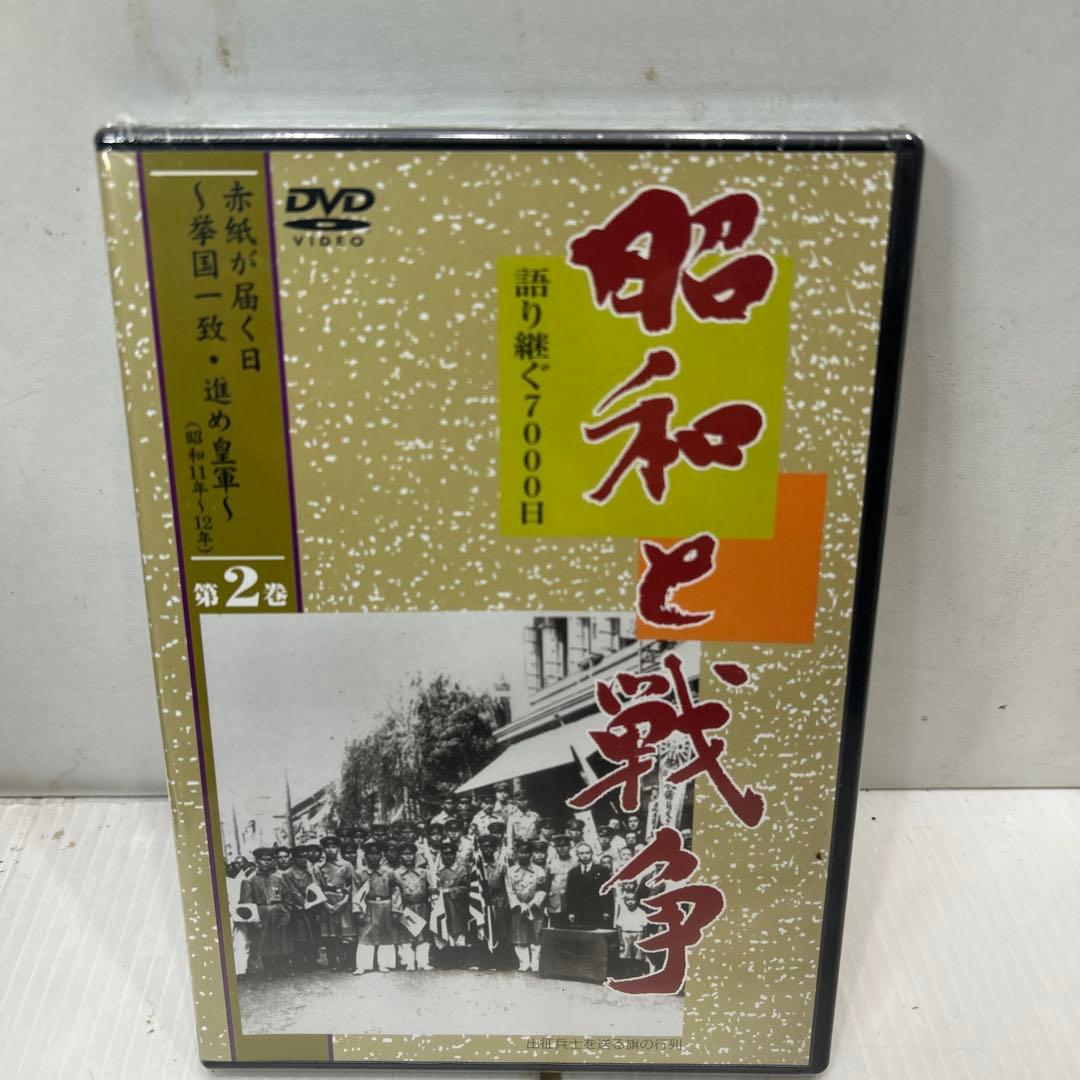 昭和と戦争
語り継ぐ7000日
DVD
VIDEO
赤紙が届く日
～挙国一致・進め皇軍～
(昭和11年～12年)
第2巻
出征兵士を送る旗の行列